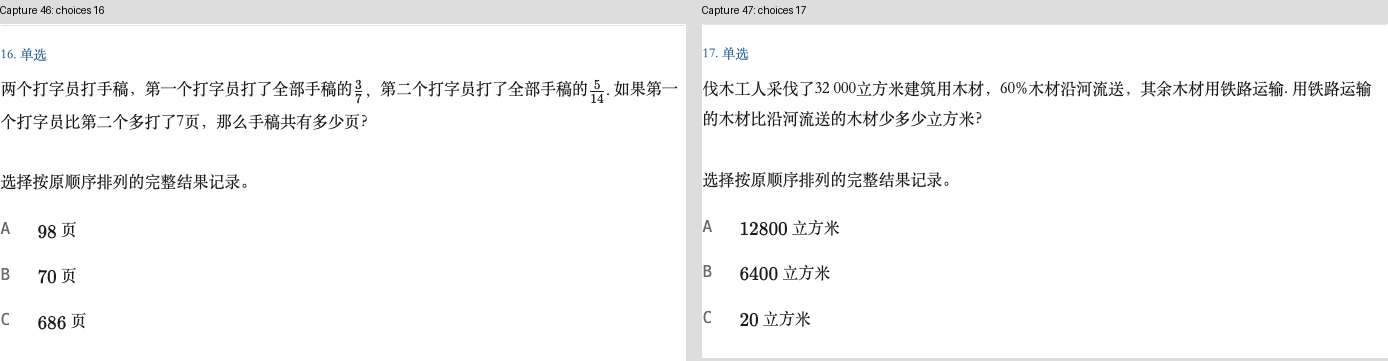 Capture 46: choices 16
16. 单选
两个打字员打手稿，第一个打字员打了全部手稿的3/7，第二个打字员打了全部手稿的5/14. 如果第一
个打字员比第二个多打了7页，那么手稿共有多少页?
选择按原顺序排列的完整结果记录。
A 98 页
B 70 页
C 686 页
Capture 47: choices 17
17. 单选
伐木工人采伐了32 000立方米建筑用木材，60%木材沿河流送，其余木材用铁路运输. 用铁路运输
的木材比沿河流送的木材少多少立方米?
选择按原顺序排列的完整结果记录。
A 12800 立方米
B 6400 立方米
C 20 立方米